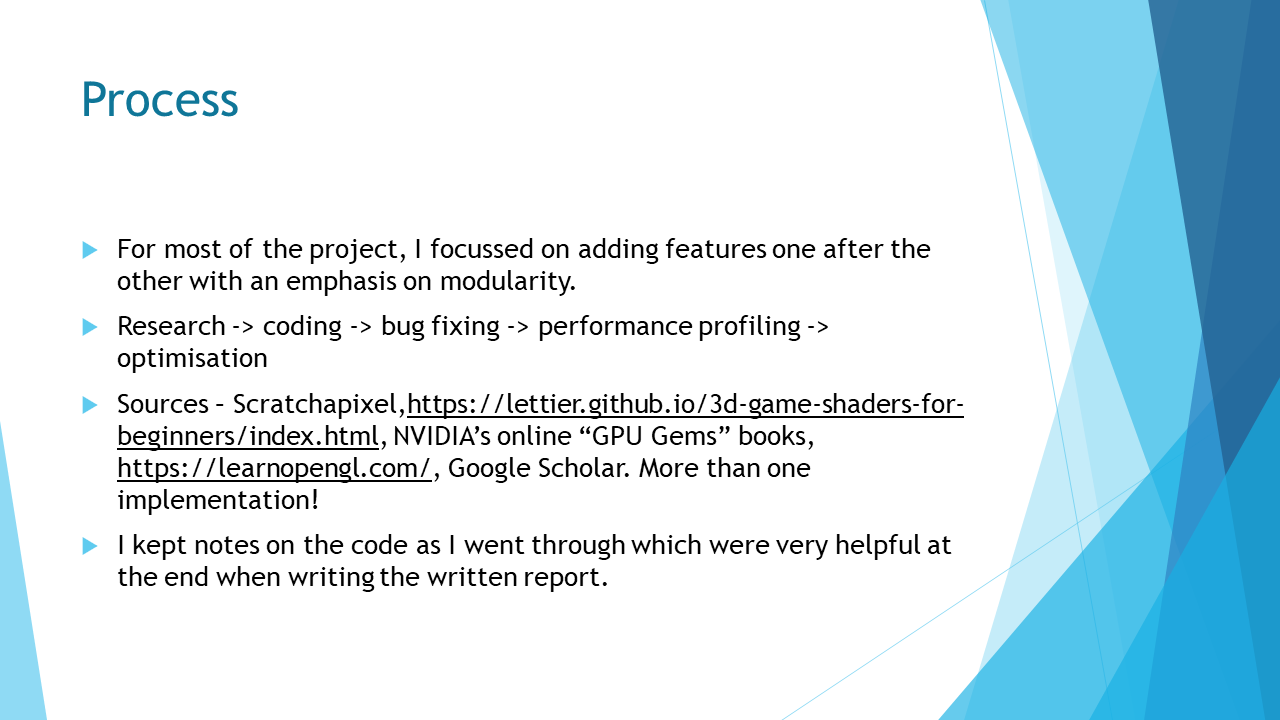 Process
For most of the project, I focussed on adding features one after the
other with an emphasis on modularity.
Research -> coding -> bug fixing -> performance profiling ->
optimisation
Sources – Scratchapixel,https://lettier.github.io/3d-game-shaders-for-
beginners/index.html, NVIDIA’s online “GPU Gems” books,
https://learnopengl.com/, Google Scholar. More than one
implementation!
I kept notes on the code as I went through which were very helpful at
the end when writing the written report.